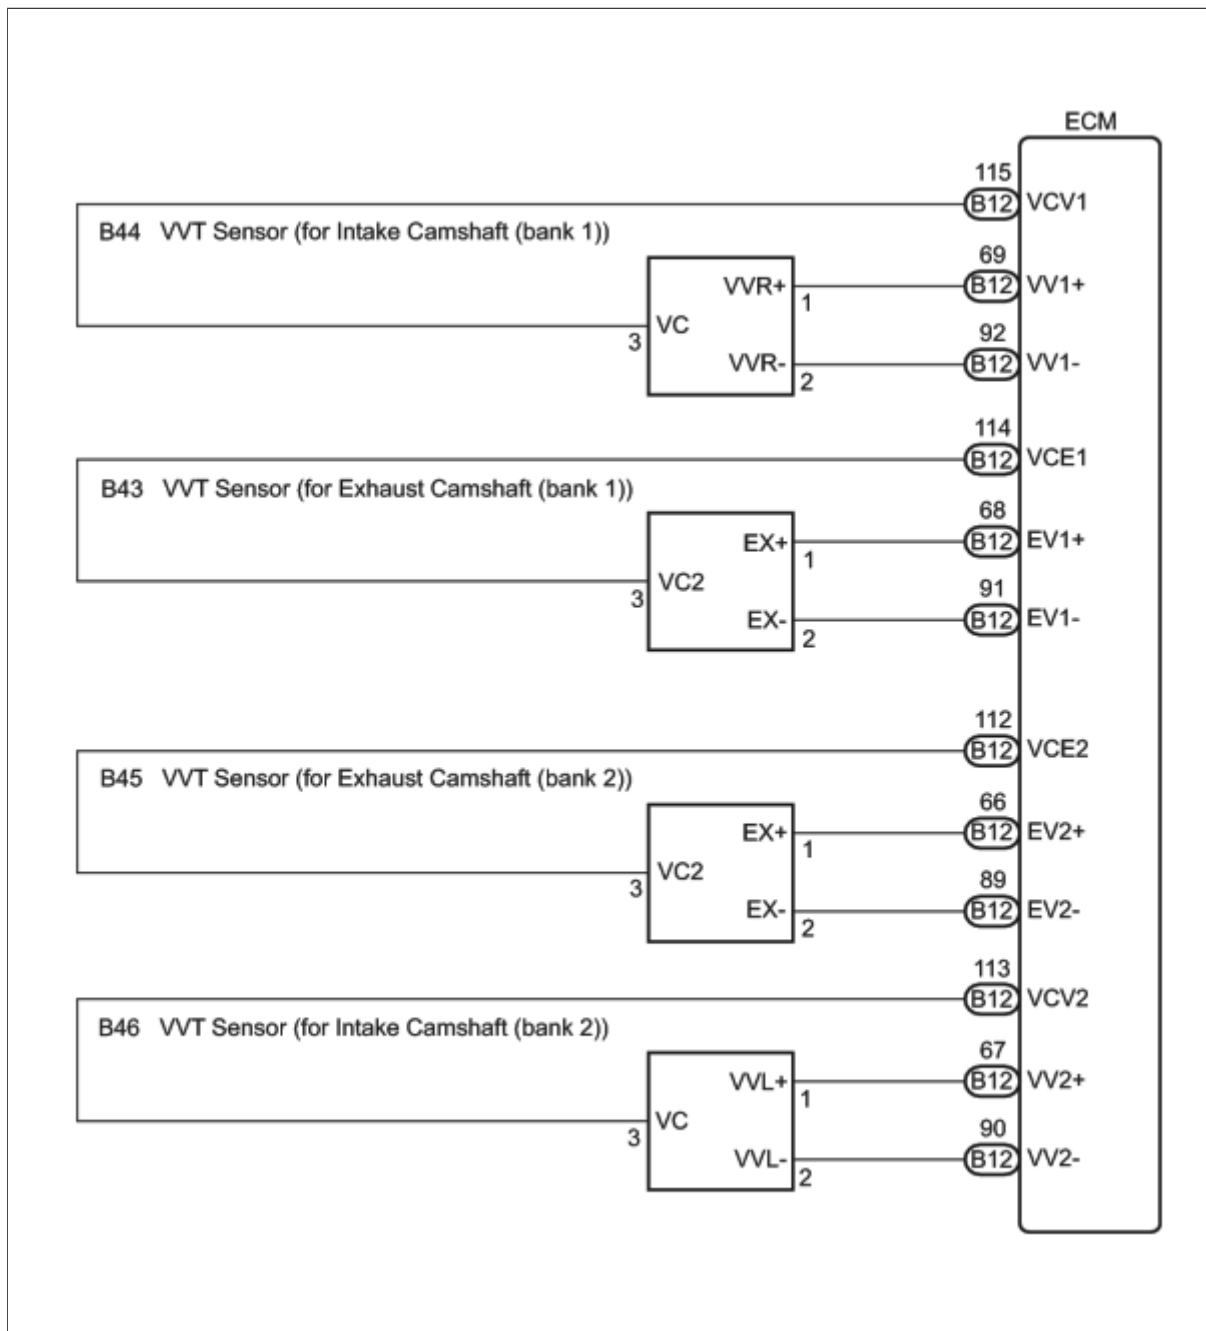 ECM
115
B12 VCV1
B44 VVT Sensor (for Intake Camshaft (bank 1))
69
VVR+ B12 VV1+
1
3 VC
92
VVR- B12 VV1-
2
114
B12 VCE1
B43 VVT Sensor (for Exhaust Camshaft (bank 1))
68
EX+ B12 EV1+
1
3 VC2
91
EX- B12 EV1-
2
112
B12 VCE2
B45 VVT Sensor (for Exhaust Camshaft (bank 2))
66
EX+ B12 EV2+
1
3 VC2
89
EX- B12 EV2-
2
113
B12 VCV2
B46 VVT Sensor (for Intake Camshaft (bank 2))
67
VVL+ B12 VV2+
1
3 VC
90
VVL- B12 VV2-
2